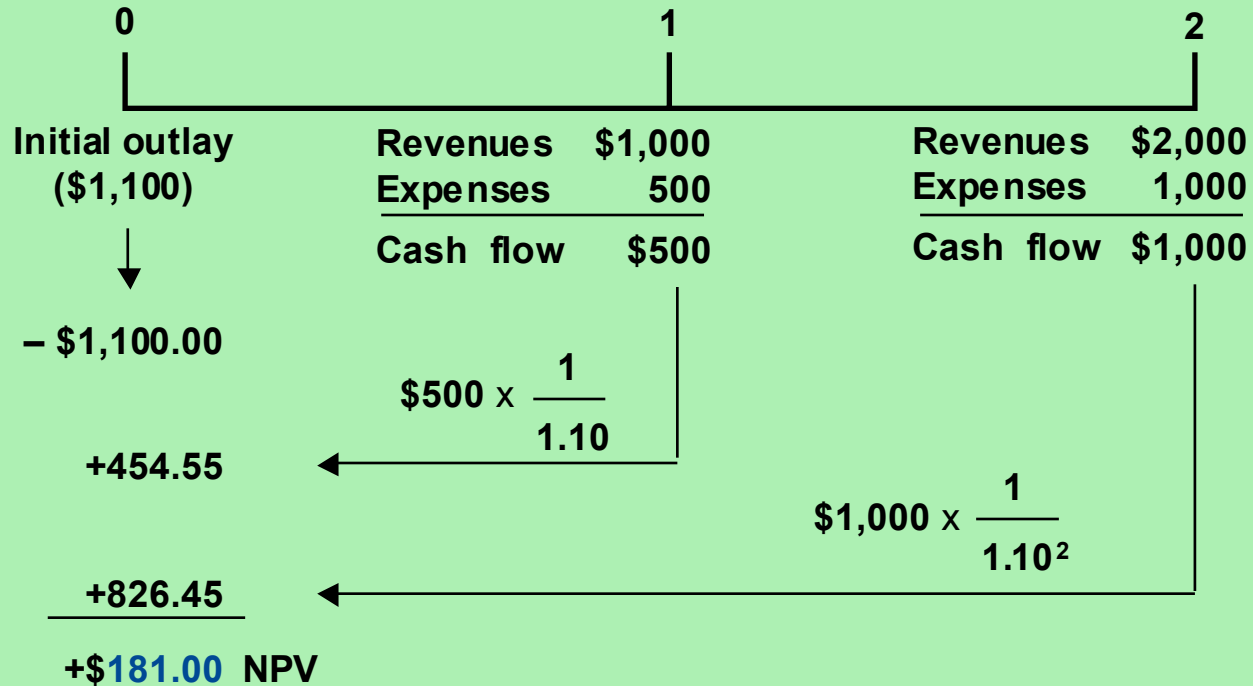 0 1 2
Initial outlay Revenues $1,000 Revenues $2,000
($1,100) Expenses 500 Expenses 1,000
Cash flow $500 Cash flow $1,000
– $1,100.00
$500 x 1
1.10
+454.55
$1,000 x 1
1.10²
+826.45
+$181.00 NPV